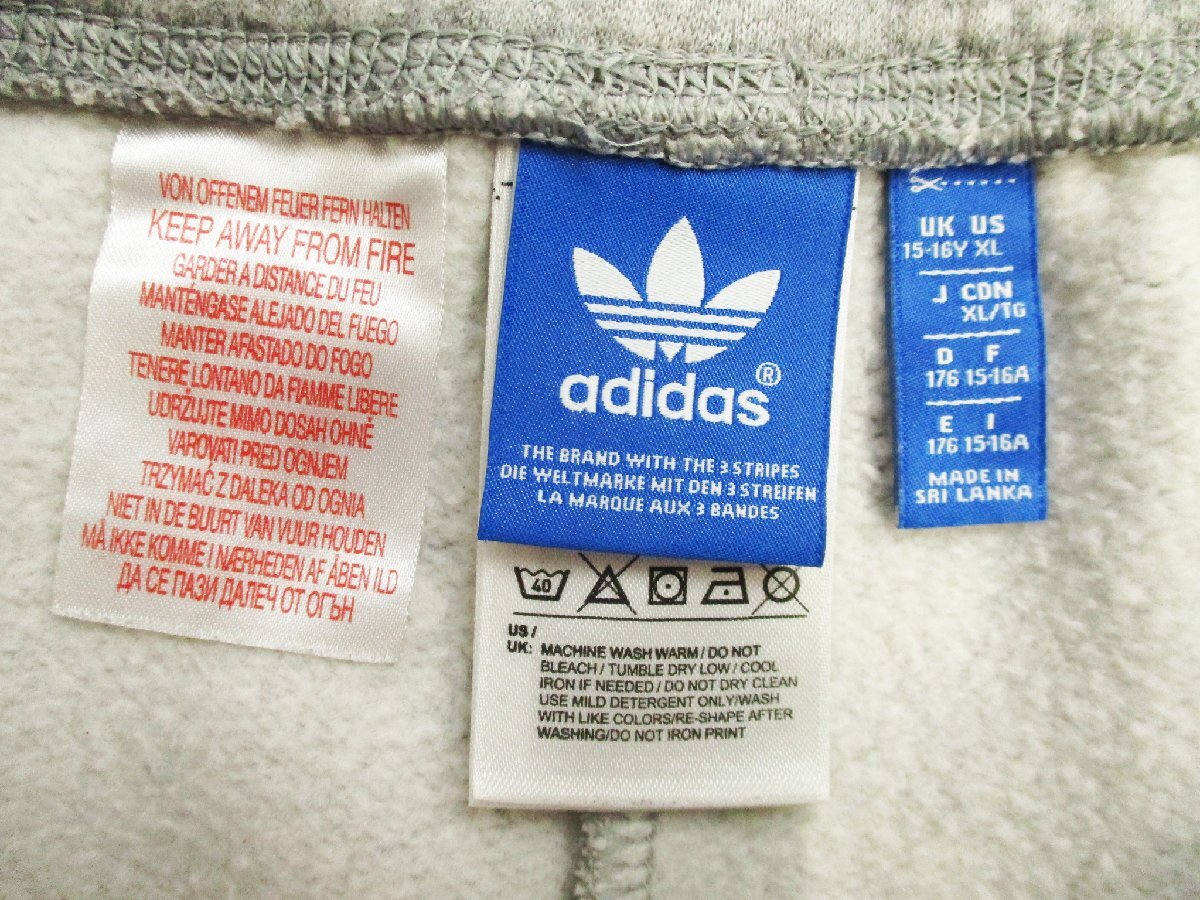 VON OFFENEM FEUER FERN HALTEN
KEEP AWAY FROM FIRE
GARDER A DISTANCE DU FEU
MANTÉNGASE ALEJADO DEL FUEGO
MANTER AFASTADO DO FOGO
TENERE LONTANO DA FIAMME LIBERE
UDRŽUJTE MIMO DOSAH OHNĚ
VAROVATI PRED OGNJEM
TRZYMAĆ Z DALEKA OD OGNIA
NIET IN DE BUURT VAN VUUR HOUDEN
MÅ IKKE KOMME I NÆRHEDEN AF ÅBEN ILD
ДА СЕ ПАЗИ ДАЛЕЧ ОТ ОГЪН
adidas®
THE BRAND WITH THE 3 STRIPES
DIE WELTMARKE MIT DEN 3 STREIFEN
LA MARQUE AUX 3 BANDES
40
US/
UK: MACHINE WASH WARM/DO NOT
BLEACH/TUMBLE DRY LOW/COOL
IRON IF NEEDED/DO NOT DRY CLEAN
USE MILD DETERGENT ONLY/WASH
WITH LIKE COLORS/RE-SHAPE AFTER
WASHING/DO NOT IRON PRINT
UK US
15-16Y XL
J CDN
XL/TG
D F
176 15-16A
E I
176 15-16A
MADE IN
SRI LANKA